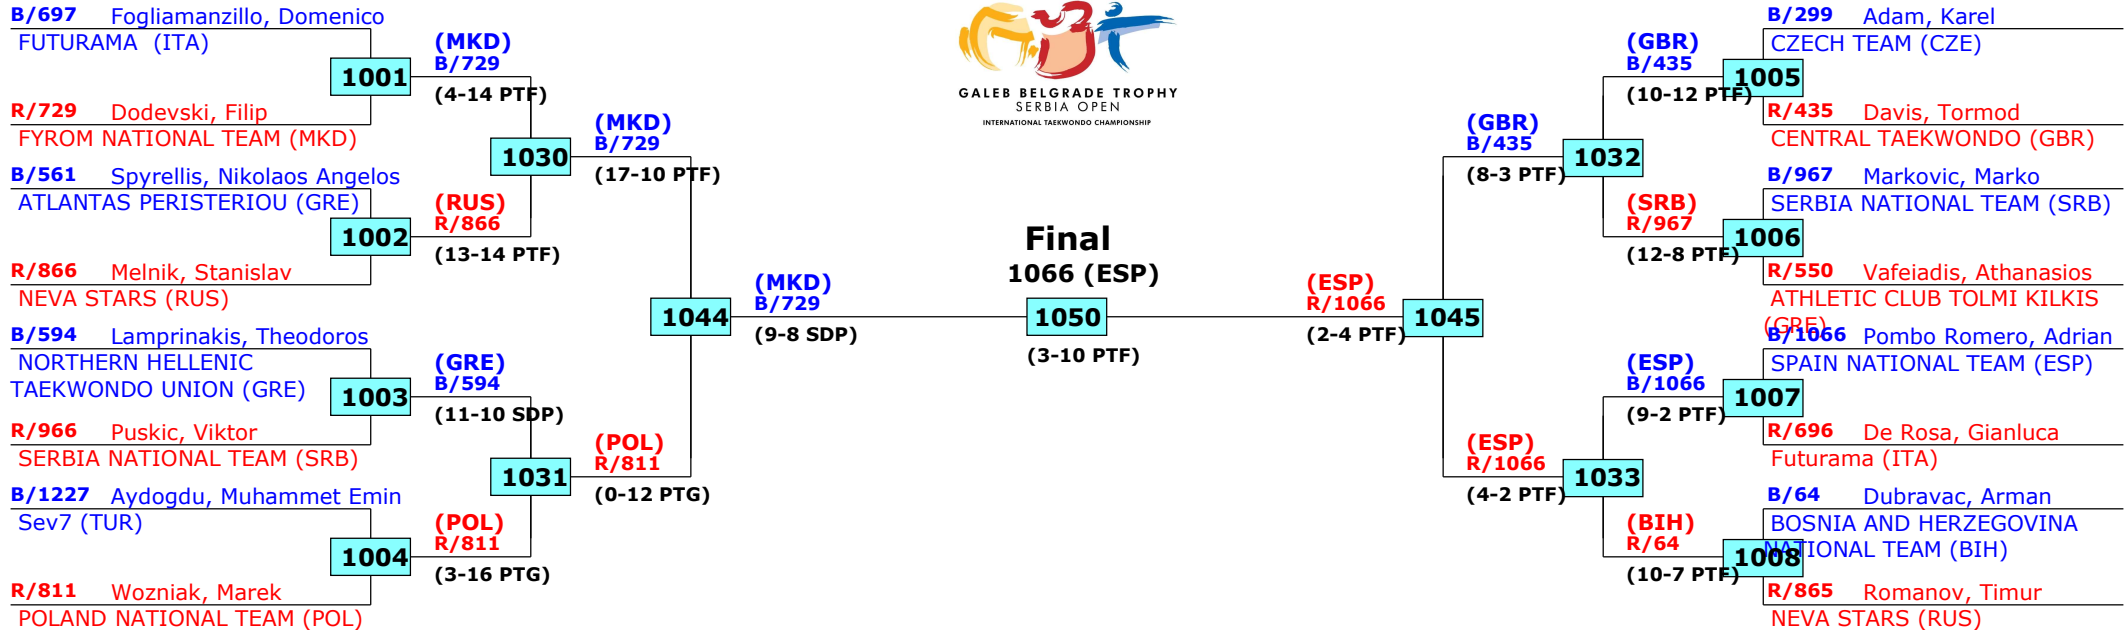 B/697 Fogliamanzillo, Domenico
FUTURAMA (ITA)
1001
R/729 Dodevski, Filip
FYROM NATIONAL TEAM (MKD)
B/561 Spyrellis, Nikolaos Angelos
ATLANTAS PERISTERIOU (GRE)
1002
R/866 Melnik, Stanislav
NEVA STARS (RUS)
B/594 Lamprinakis, Theodoros
NORTHERN HELLENIC
TAEKWONDO UNION (GRE)
1003
R/966 Puskic, Viktor
SERBIA NATIONAL TEAM (SRB)
B/1227 Aydogdu, Muhammet Emin
Sev7 (TUR)
1004
R/811 Wozniak, Marek
POLAND NATIONAL TEAM (POL)
(MKD)
B/729
(4-14 PTF)
1030
(RUS)
R/866
(13-14 PTF)
(GRE)
B/594
(11-10 SDP)
1031
(POL)
R/811
(3-16 PTG)
(MKD)
B/729
(17-10 PTF)
1044
(POL)
R/811
(0-12 PTG)
(MKD)
B/729
(9-8 SDP)
GALEB BELGRADE TROPHY
SERBIA OPEN
INTERNATIONAL TAEKWONDO CHAMPIONSHIP
Final
1066 (ESP)
1050
(3-10 PTF)
(ESP)
R/1066
(2-4 PTF)
1045
(GBR)
B/435
(8-3 PTF)
1032
(ESP)
R/1066
(4-2 PTF)
1033
(GBR)
B/435
(10-12 PTF)
(SRB)
R/967
(12-8 PTF)
(ESP)
B/1066
(9-2 PTF)
(BIH)
R/64
(10-7 PTF)
B/299 Adam, Karel
CZECH TEAM (CZE)
1005
R/435 Davis, Tormod
CENTRAL TAEKWONDO (GBR)
B/967 Markovic, Marko
SERBIA NATIONAL TEAM (SRB)
1006
R/550 Vafeiadis, Athanasios
ATHLETIC CLUB TOLMI KILKIS
(GRE)
B/1066 Pombo Romero, Adrian
SPAIN NATIONAL TEAM (ESP)
1007
R/696 De Rosa, Gianluca
Futurama (ITA)
B/64 Dubravac, Arman
BOSNIA AND HERZEGOVINA
NATIONAL TEAM (BIH)
1008
R/865 Romanov, Timur
NEVA STARS (RUS)